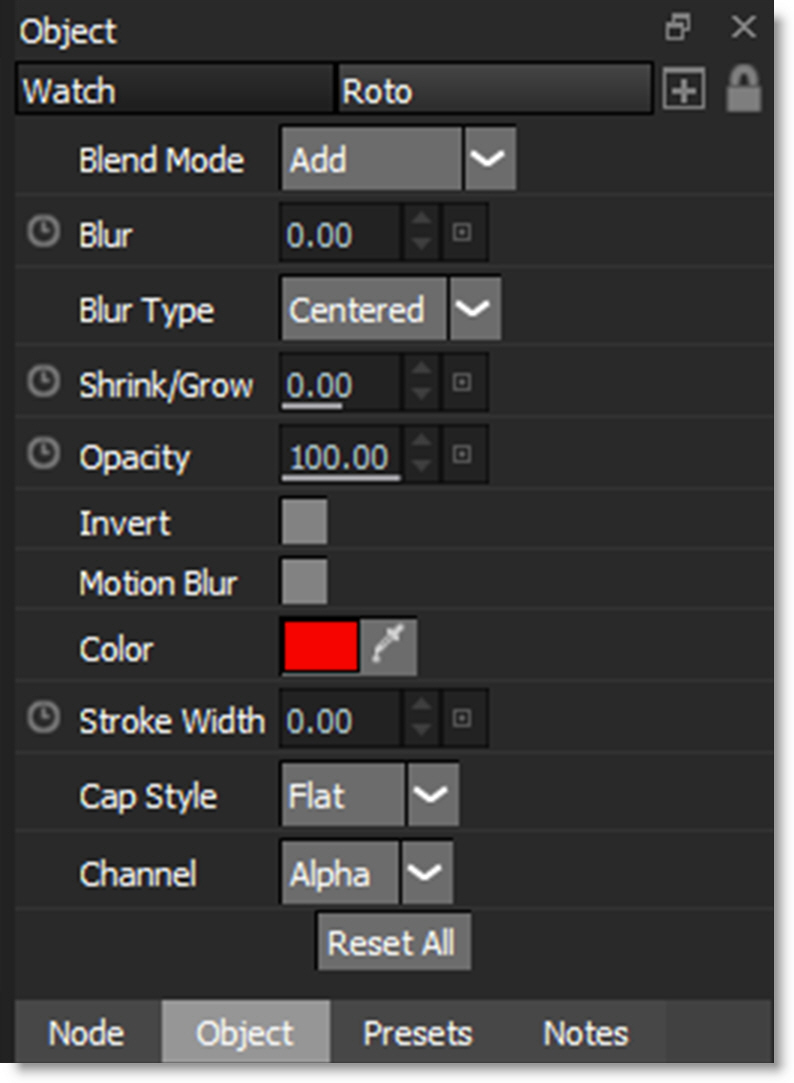 Object
Watch Roto
Blend Mode Add
Blur 0.00
Blur Type Centered
Shrink/Grow 0.00
Opacity 100.00
Invert
Motion Blur
Color
Stroke Width 0.00
Cap Style Flat
Channel Alpha
Reset All
Node Object Presets Notes